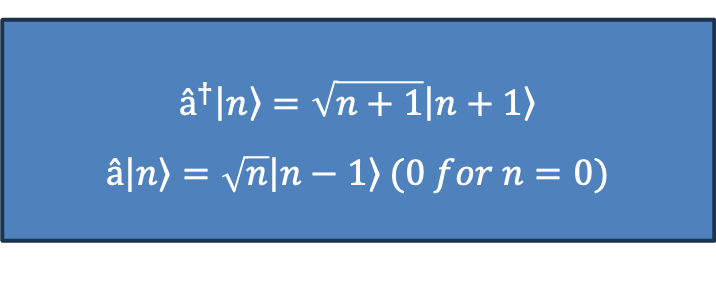 â†|n⟩ = √(n + 1)|n + 1⟩
â|n⟩ = √n|n − 1⟩ (0 for n = 0)